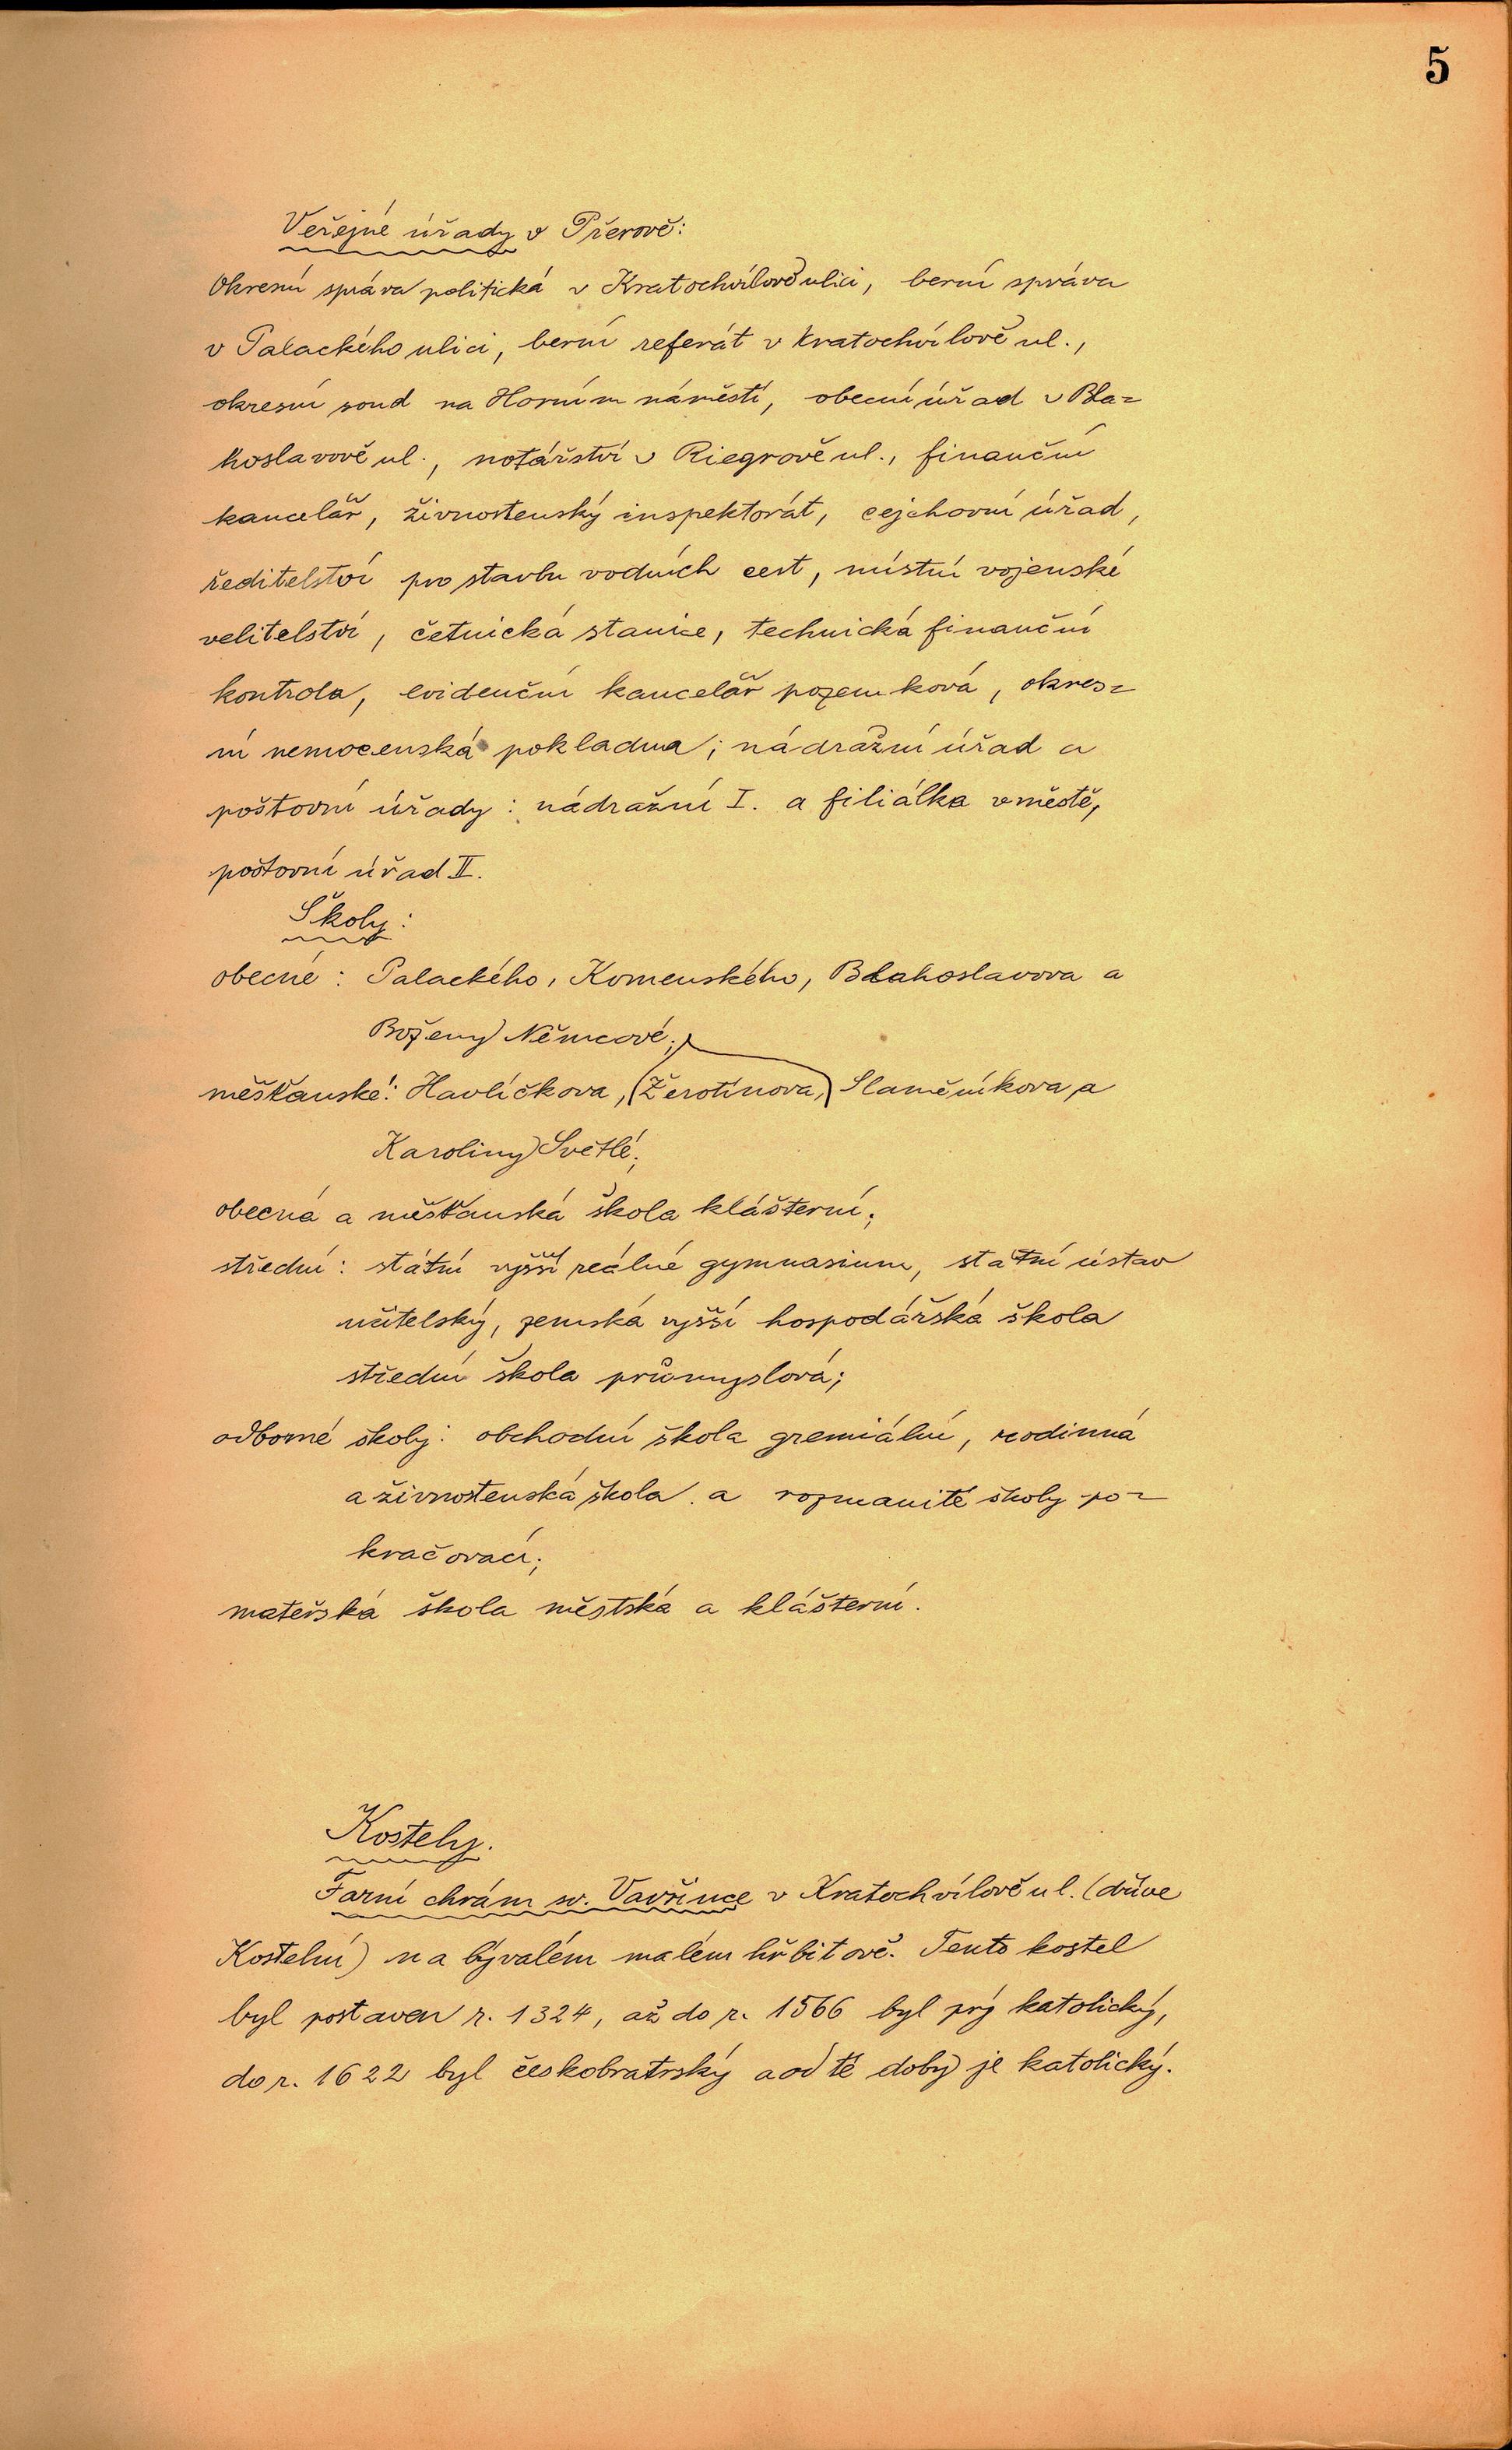 5
Veřejné úřady v Přerově:
Okresní správa politická v Kratochvílově ulici, berní správa
v Palackého ulici, berní referát v Kratochvílově ul.,
okresní soud na Horním náměstí, obecní úřad v Bla=
hoslavově ul., notářství v Riegrově ul., finanční
kancelář, živnostenský inspektorát, cejchovní úřad,
ředitelství pro stavbu vodních cest, místní vojenské
velitelství, četnická stanice, technická finanční
kontrola, evidenční kancelář pozemková, okres=
ní nemocenská pokladna; nádražní úřad a
poštovní úřady: nádražní I. a filiálka v městě,
poštovní úřad II.
Školy:
obecné: Palackého, Komenského, Blahoslavova a
Boženy Němcové;
měšťanské: Havlíčkova, (Žerotínova,) Slaměníkova a
Karoliny Světlé;
obecná a měšťanská škola klášterní;
střední: státní vyšší reálné gymnasium, státní ústav
učitelský, zemská vyšší hospodářská škola
střední škola průmyslová;
odborné školy: obchodní škola gremiální, rodinná
a živnostenská škola a rozmanité školy po=
kračovací;
mateřská škola městská a klášterní.
Kostely.
Farní chrám sv. Vavřince v Kratochvílově ul. (dříve
Kostelní) na bývalém malém hřbitově. Tento kostel
byl postaven r. 1324, až do r. 1566 byl prý katolický,
do r. 1622 byl českobratrský a od té doby je katolický.